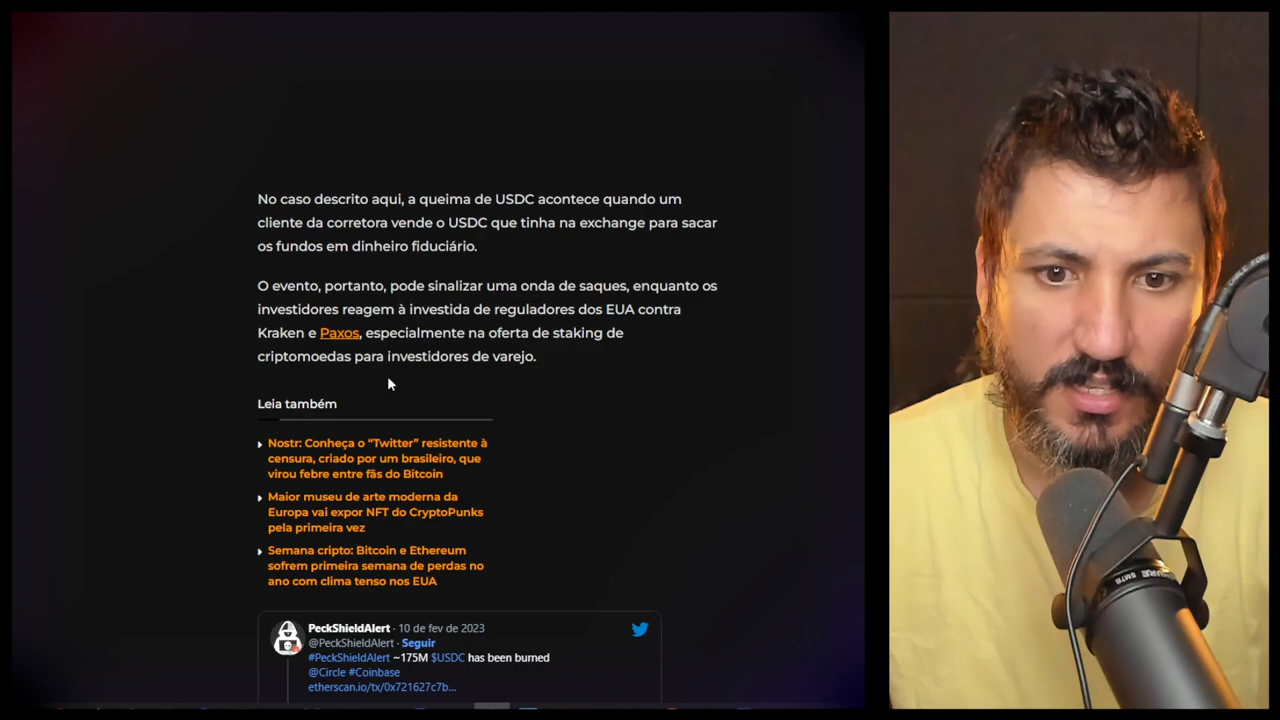 No caso descrito aqui, a queima de USDC acontece quando um
cliente da corretora vende o USDC que tinha na exchange para sacar
os fundos em dinheiro fiduciário.
O evento, portanto, pode sinalizar uma onda de saques, enquanto os
investidores reagem à investida de reguladores dos EUA contra
Kraken e Paxos, especialmente na oferta de staking de
criptomoedas para investidores de varejo.
Leia também
Nostr: Conheça o “Twitter” resistente à
censura, criado por um brasileiro, que
virou febre entre fãs do Bitcoin
Maior museu de arte moderna da
Europa vai expor NFT do CryptoPunks
pela primeira vez
Semana cripto: Bitcoin e Ethereum
sofrem primeira semana de perdas no
ano com clima tenso nos EUA
PeckShieldAlert · 10 de fev de 2023
@PeckShieldAlert · Seguir
#PeckShieldAlert ~175M $USDC has been burned
@Circle #Coinbase
etherscan.io/tx/0x721627c7b...
SM7B